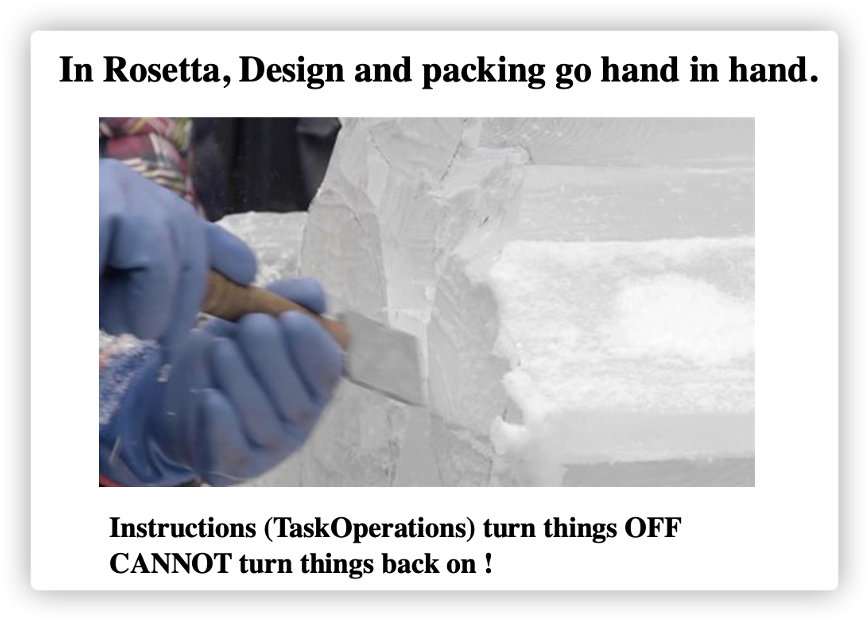 In Rosetta, Design and packing go hand in hand.
Instructions (TaskOperations) turn things OFF
CANNOT turn things back on !